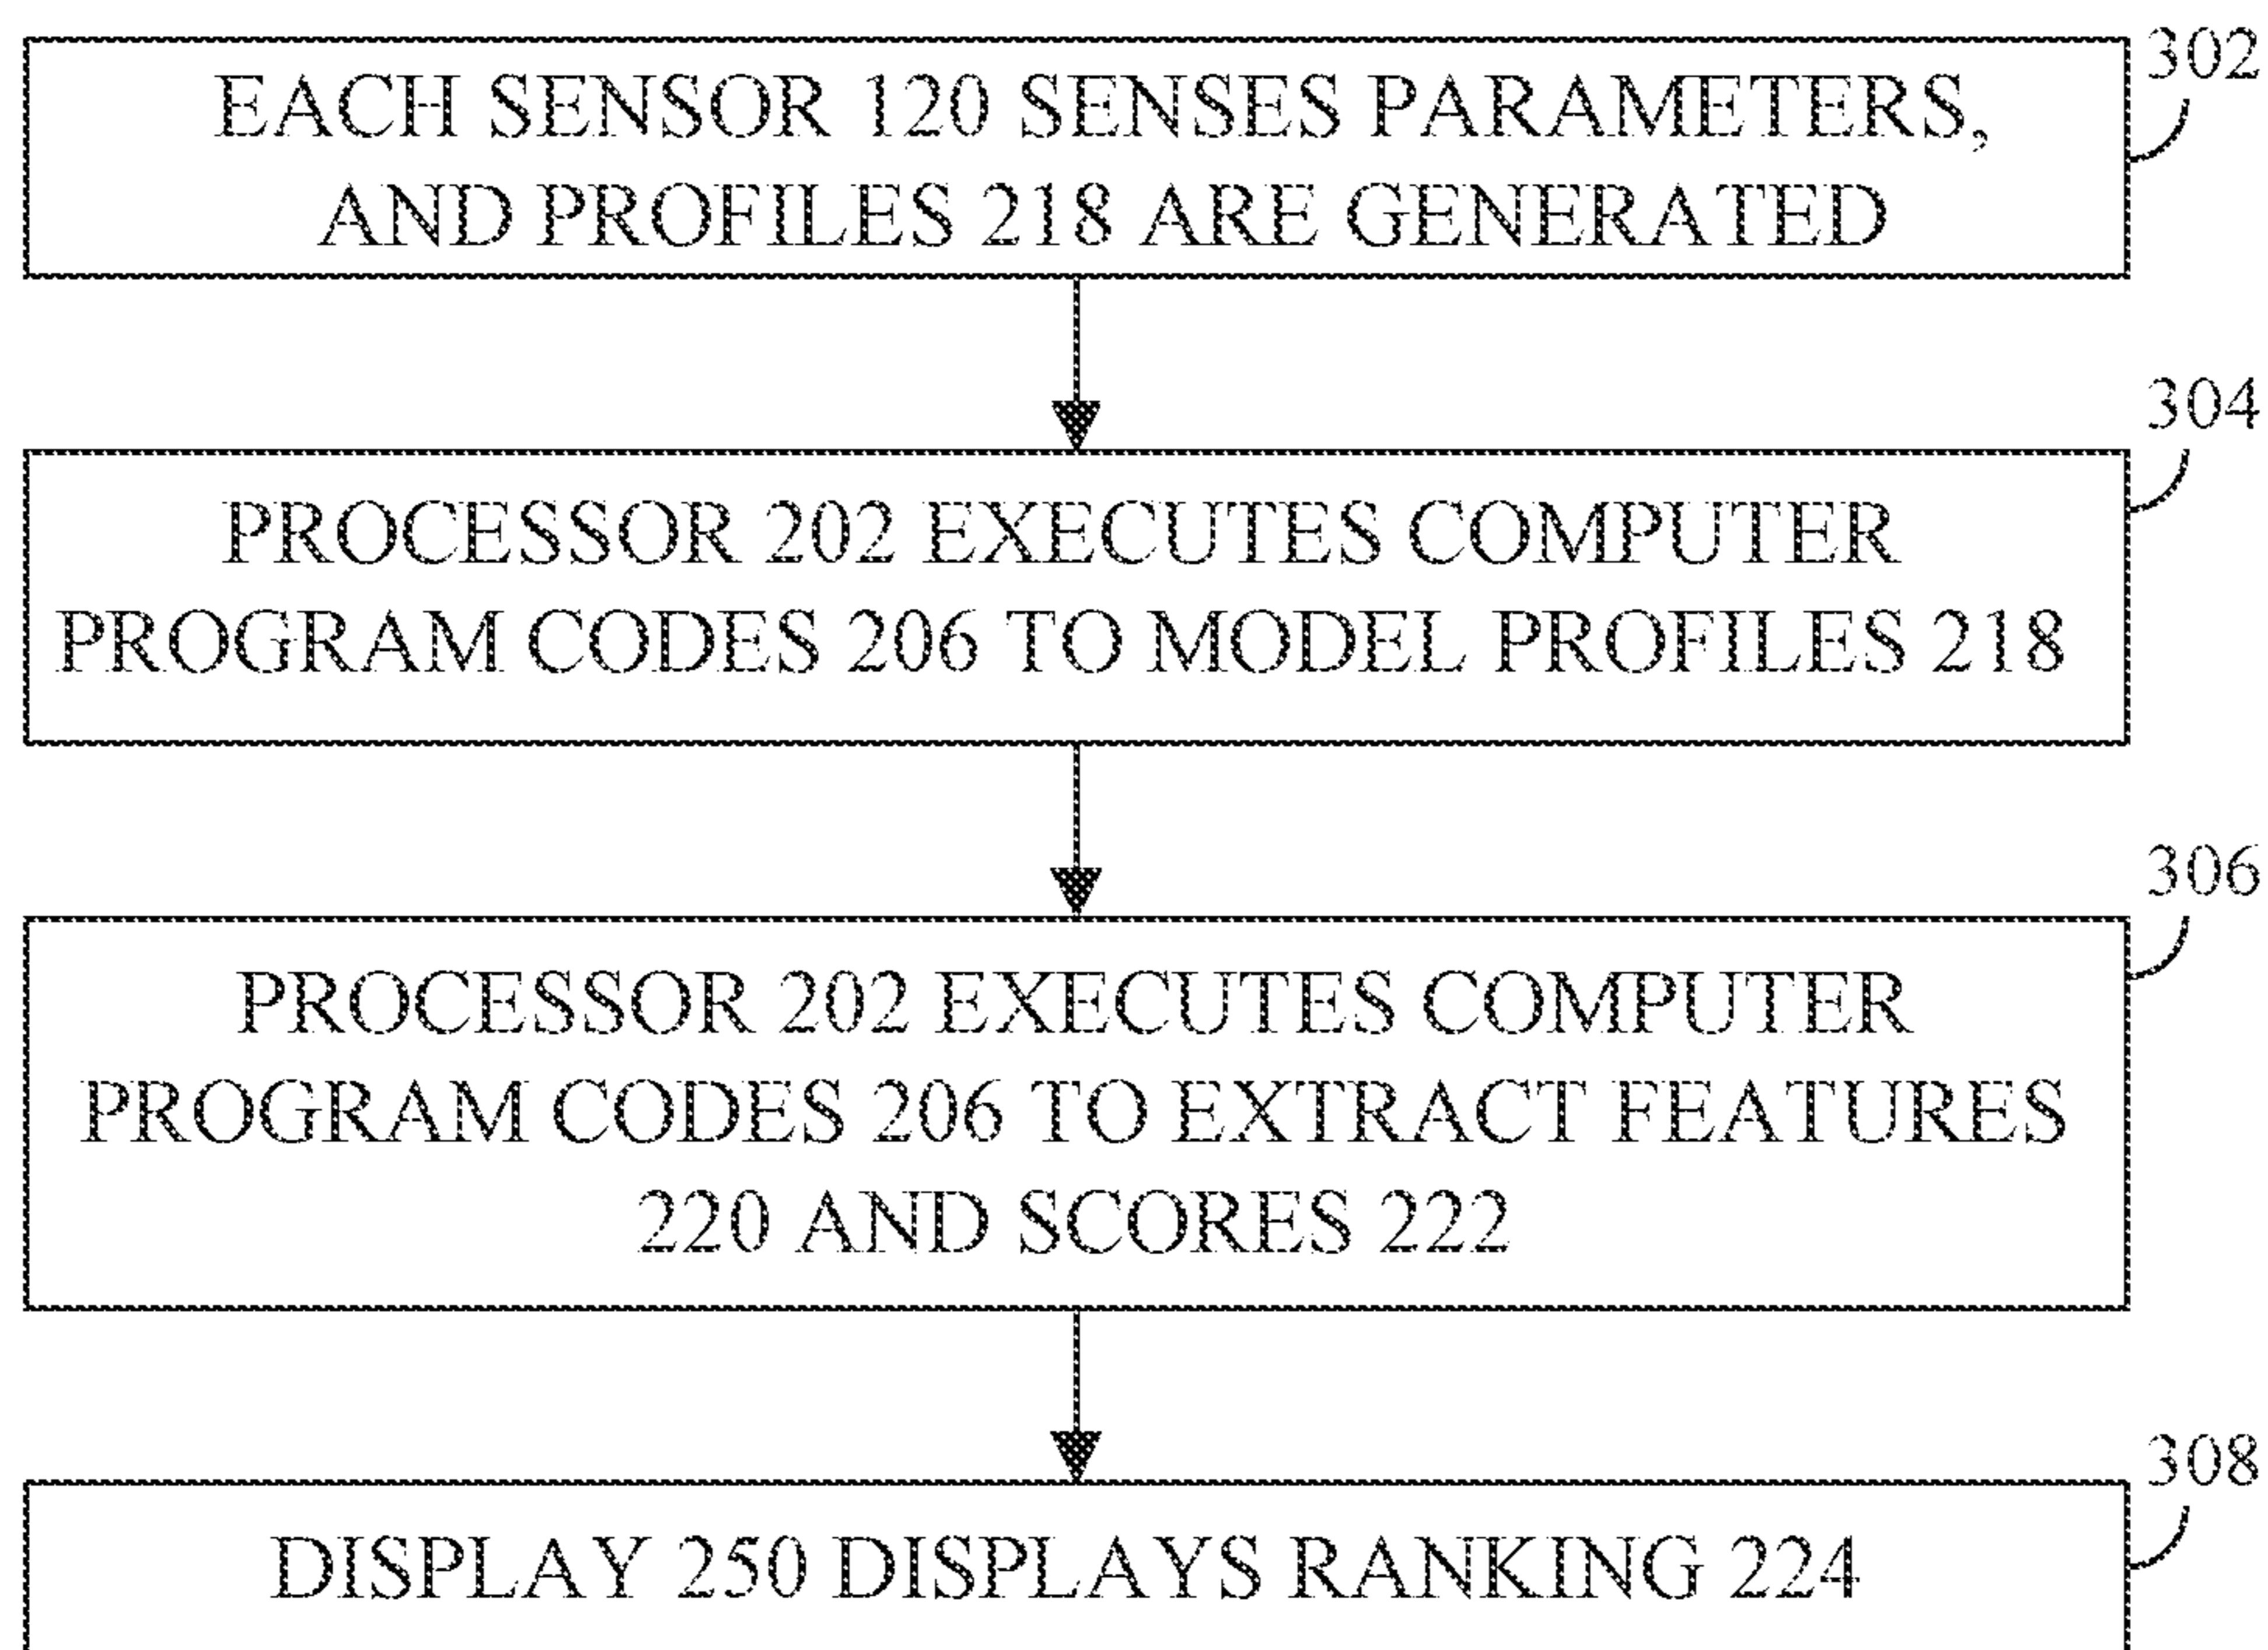 302
EACH SENSOR 120 SENSES PARAMETERS,
AND PROFILES 218 ARE GENERATED
304
PROCESSOR 202 EXECUTES COMPUTER
PROGRAM CODES 206 TO MODEL PROFILES 218
306
PROCESSOR 202 EXECUTES COMPUTER
PROGRAM CODES 206 TO EXTRACT FEATURES
220 AND SCORES 222
308
DISPLAY 250 DISPLAYS RANKING 224